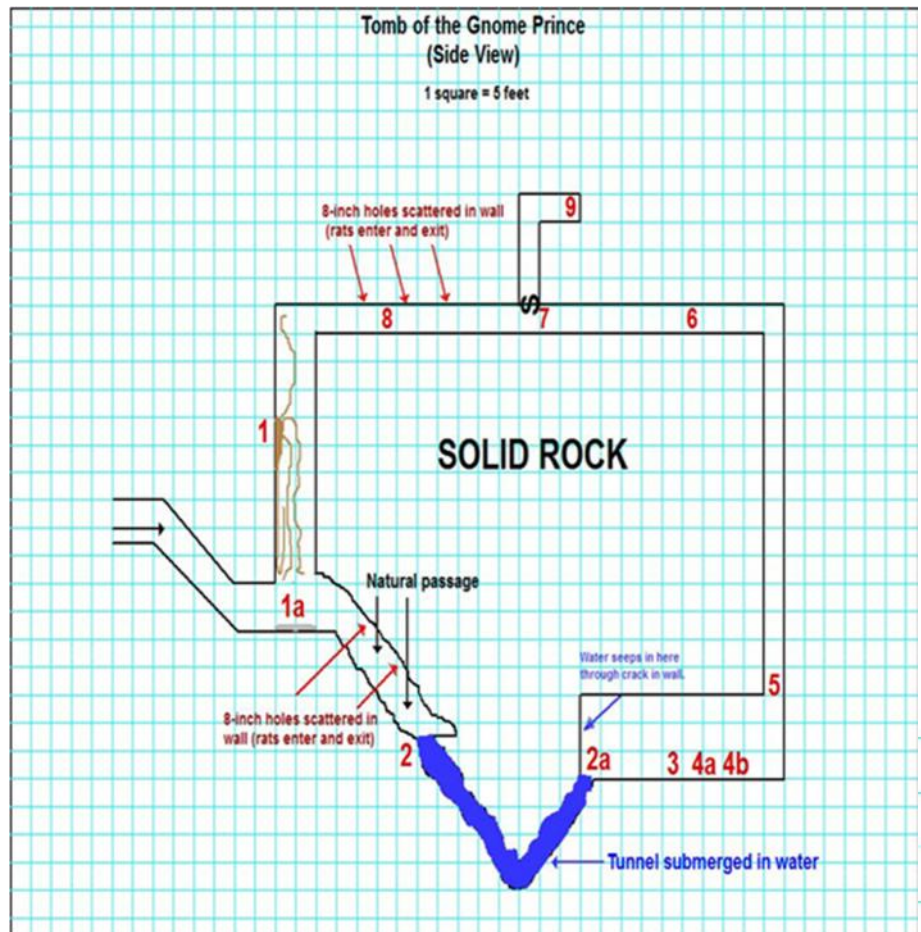 Tomb of the Gnome Prince
(Side View)
1 square = 5 feet
9
8-inch holes scattered in wall
(rats enter and exit)
S
8
7
6
1
SOLID ROCK
Natural passage
1a
Water seeps in here
through crack in wall.
5
8-inch holes scattered in
wall (rats enter and exit)
2
2a
3 4a 4b
Tunnel submerged in water